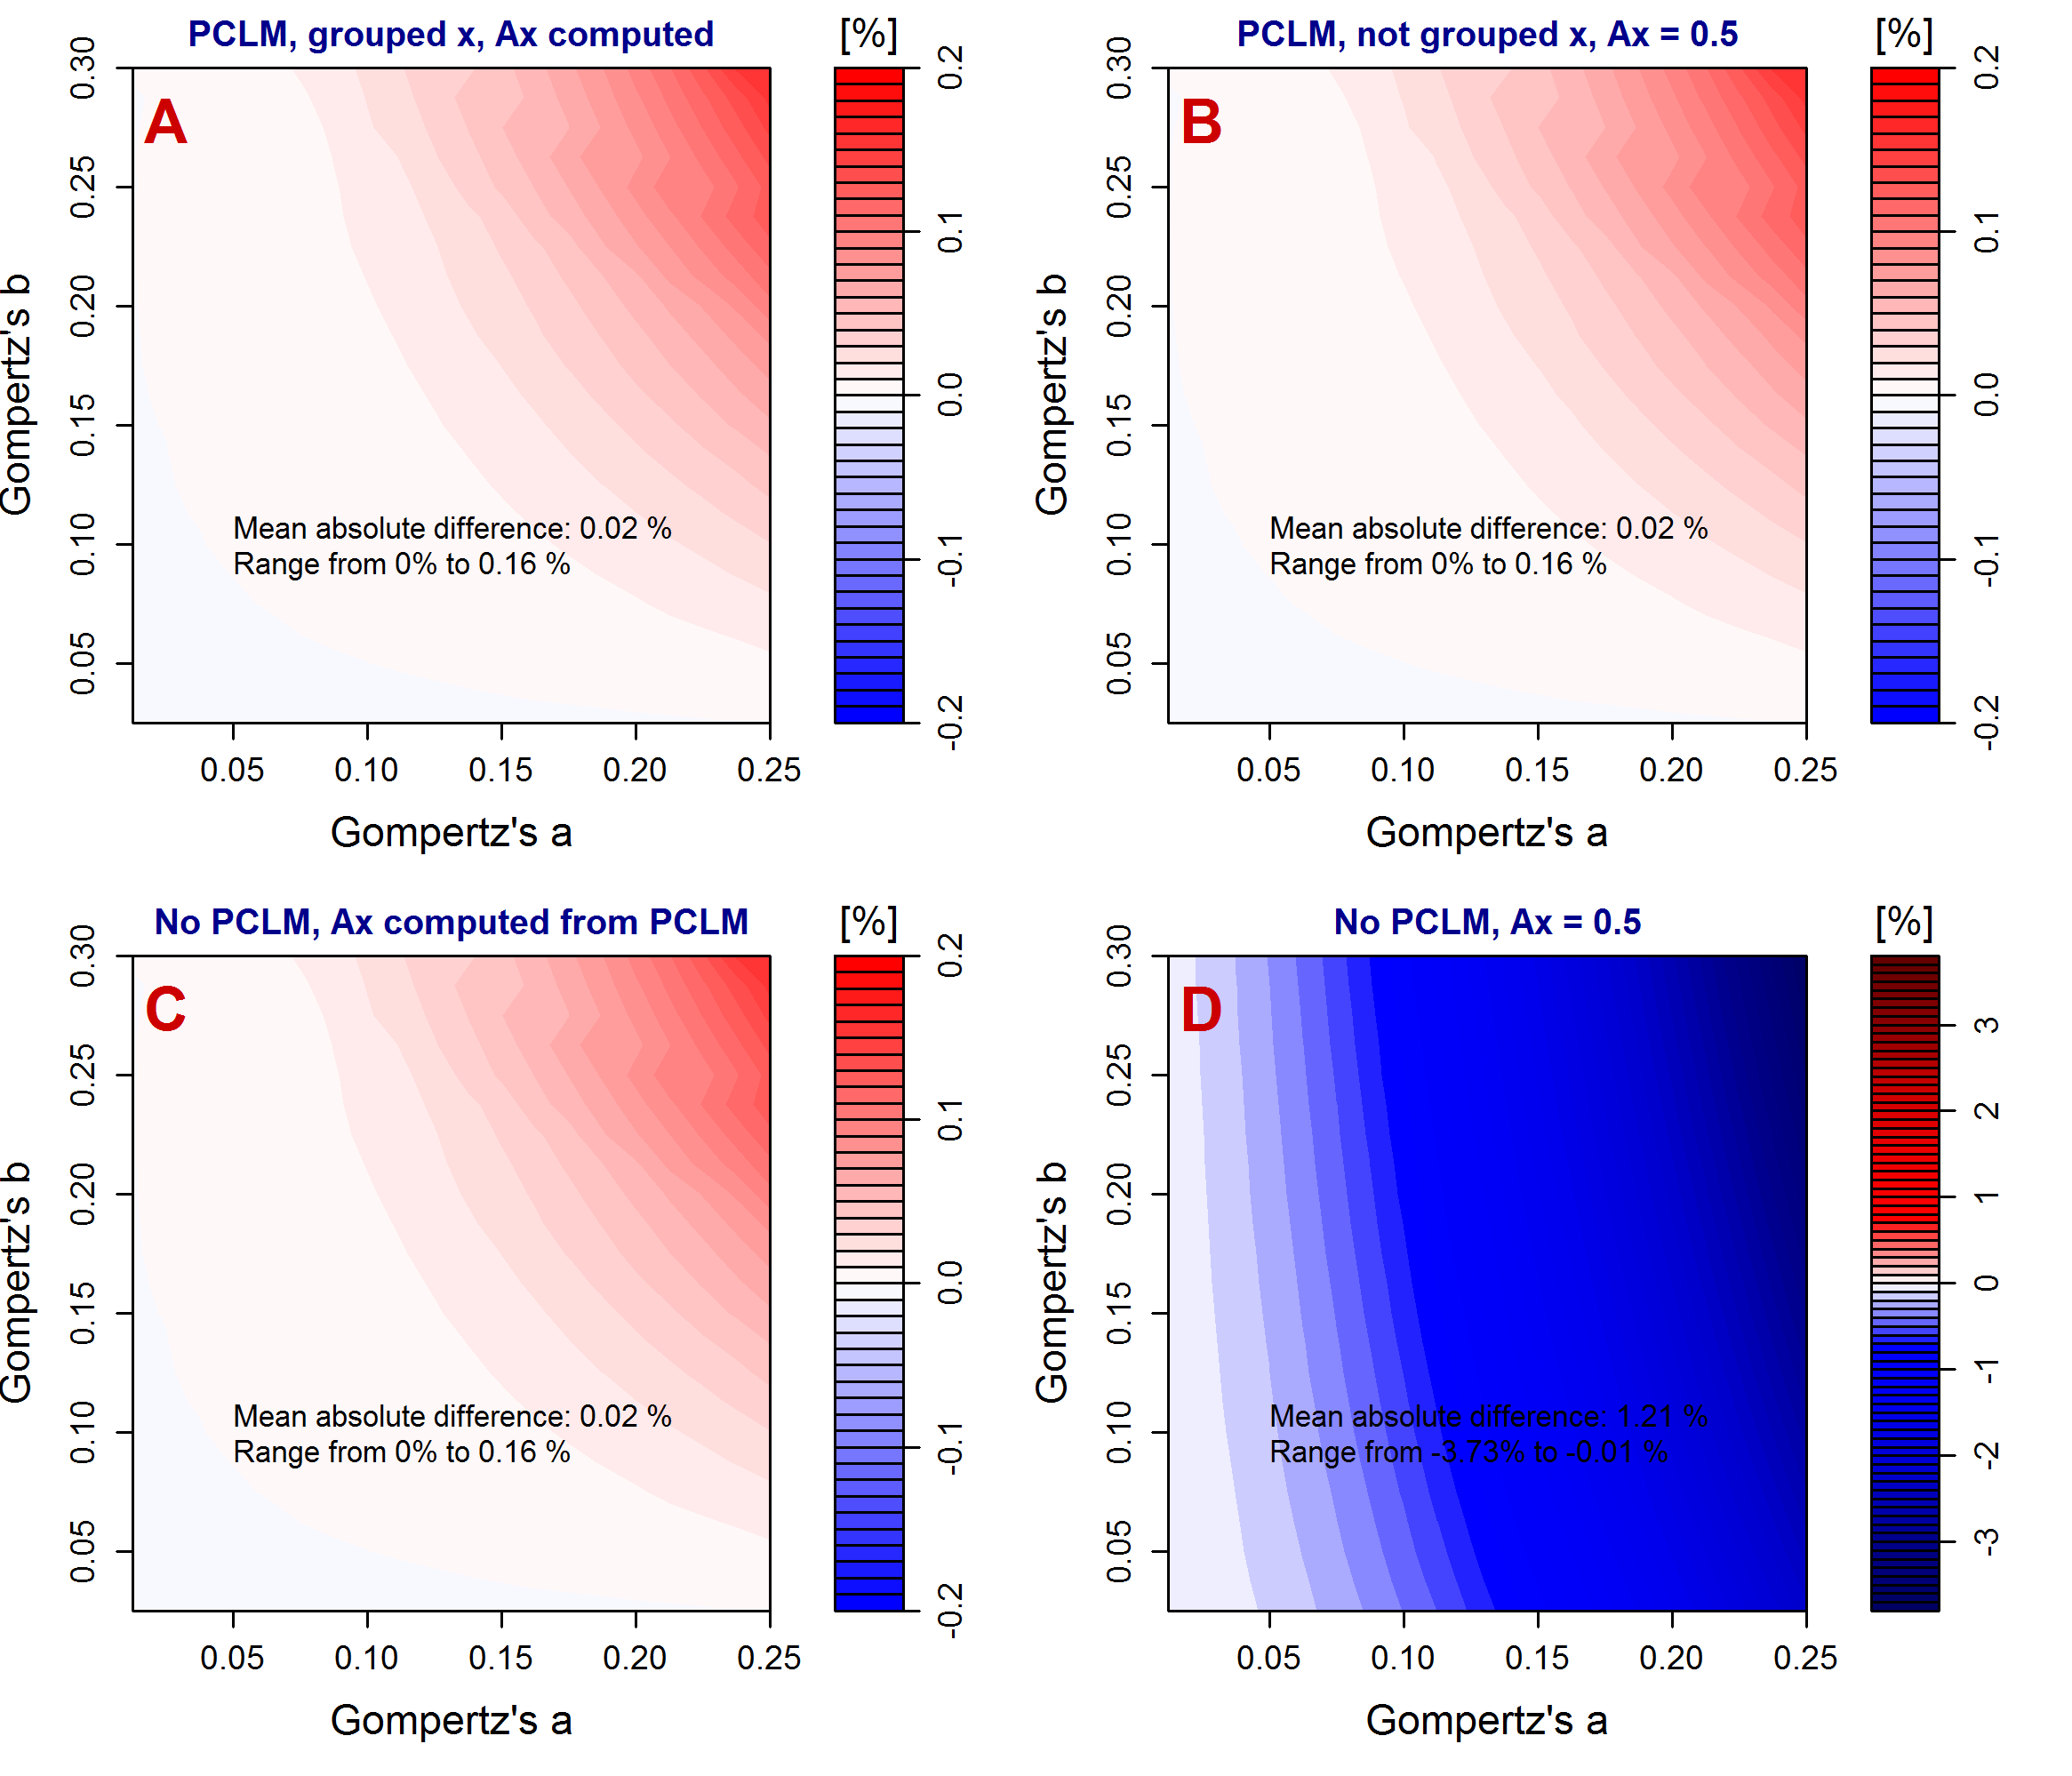 PCLM, grouped x, Ax computed
[%]
A
Gompertz's b
0.30
0.25
0.20
0.15
0.10
0.05
Mean absolute difference: 0.02 %
Range from 0% to 0.16 %
0.05 0.10 0.15 0.20 0.25
Gompertz's a
0.2
0.1
0.0
-0.1
-0.2
PCLM, not grouped x, Ax = 0.5
[%]
B
Gompertz's b
0.30
0.25
0.20
0.15
0.10
0.05
Mean absolute difference: 0.02 %
Range from 0% to 0.16 %
0.05 0.10 0.15 0.20 0.25
Gompertz's a
0.2
0.1
0.0
-0.1
-0.2
No PCLM, Ax computed from PCLM
[%]
C
Gompertz's b
0.30
0.25
0.20
0.15
0.10
0.05
Mean absolute difference: 0.02 %
Range from 0% to 0.16 %
0.05 0.10 0.15 0.20 0.25
Gompertz's a
0.2
0.1
0.0
-0.1
-0.2
No PCLM, Ax = 0.5
[%]
D
Gompertz's b
0.30
0.25
0.20
0.15
0.10
0.05
Mean absolute difference: 1.21 %
Range from -3.73% to -0.01 %
0.05 0.10 0.15 0.20 0.25
Gompertz's a
3
2
1
0
-1
-2
-3